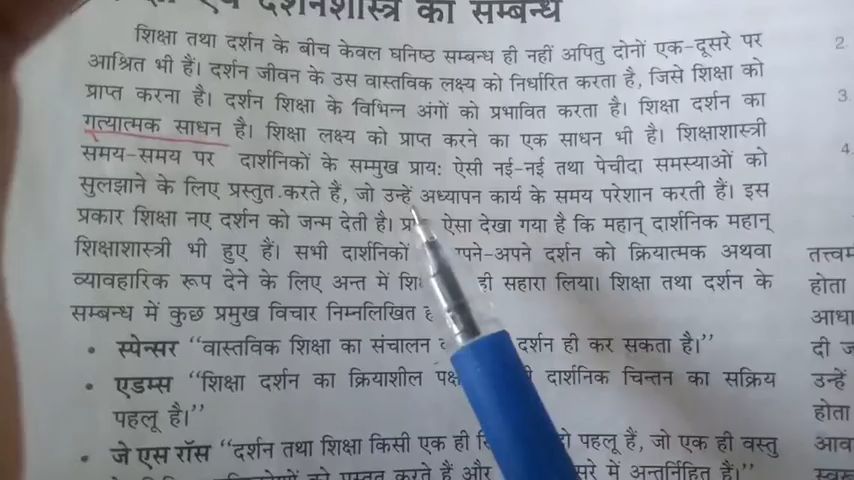 दर्शनशास्त्र का सम्बन्ध
शिक्षा तथा दर्शन के बीच केवल घनिष्ठ सम्बन्ध ही नहीं अपितु दोनों एक-दूसरे पर
आश्रित भी हैं। दर्शन जीवन के उस वास्तविक लक्ष्य को निर्धारित करता है, जिसे शिक्षा को
प्राप्त करना है। दर्शन शिक्षा के विभिन्न अंगों को प्रभावित करता है। शिक्षा दर्शन का
गत्यात्मक साधन है। शिक्षा लक्ष्य को प्राप्त करने का एक साधन भी है। शिक्षाशास्त्री
समय-समय पर दार्शनिकों के सम्मुख प्राय: ऐसी नई-नई तथा पेचीदा समस्याओं को
सुलझाने के लिए प्रस्तुत करते हैं, जो उन्हें अध्यापन कार्य के समय परेशान करती हैं। इस
प्रकार शिक्षा नए दर्शन को जन्म देती है। ऐसा देखा गया है कि महान् दार्शनिक महान्
शिक्षाशास्त्री भी हुए हैं। सभी दार्शनिकों अपने-अपने दर्शन को क्रियात्मक अथवा
व्यावहारिक रूप देने के लिए अन्त में ही सहारा लिया। शिक्षा तथा दर्शन के
सम्बन्ध में कुछ प्रमुख विचार निम्नलिखित
• स्पेन्सर "वास्तविक शिक्षा का संचालन दर्शन ही कर सकता है।"
• एडम्स "शिक्षा दर्शन का क्रियाशील दार्शनिक चिन्तन का सक्रिय
पहलू है।"
• जे एस रॉस "दर्शन तथा शिक्षा किसी एक ही पहलू हैं, जो एक ही वस्तु
को प्रस्तुत करते हैं और में अन्तर्निहित हैं।"
2
3.
4.
होता
आधा
दी ज
उन्हें
होता
आव